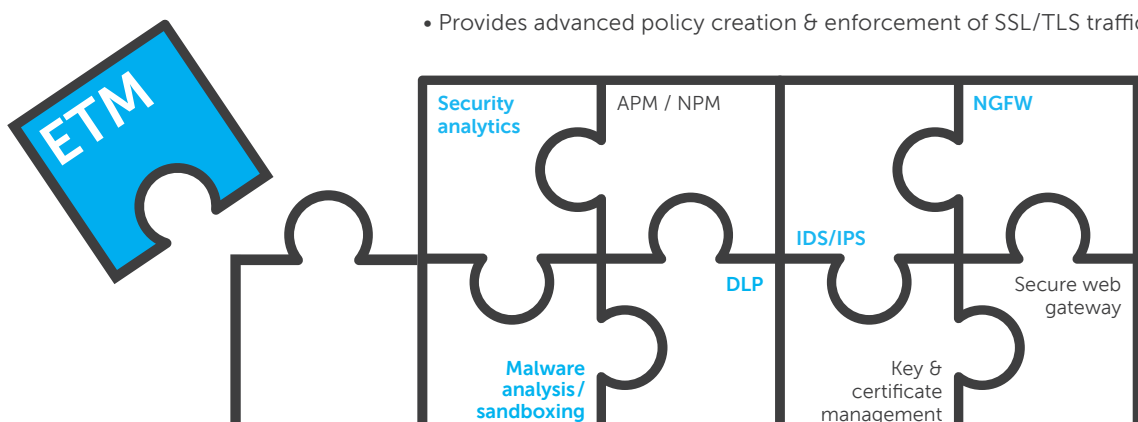 • Provides advanced policy creation & enforcement of SSL/TLS traffic
ETM
Security
analytics
APM / NPM
NGFW
IDS/IPS
DLP
Secure web
gateway
Malware
analysis/
sandboxing
Key &
certificate
management